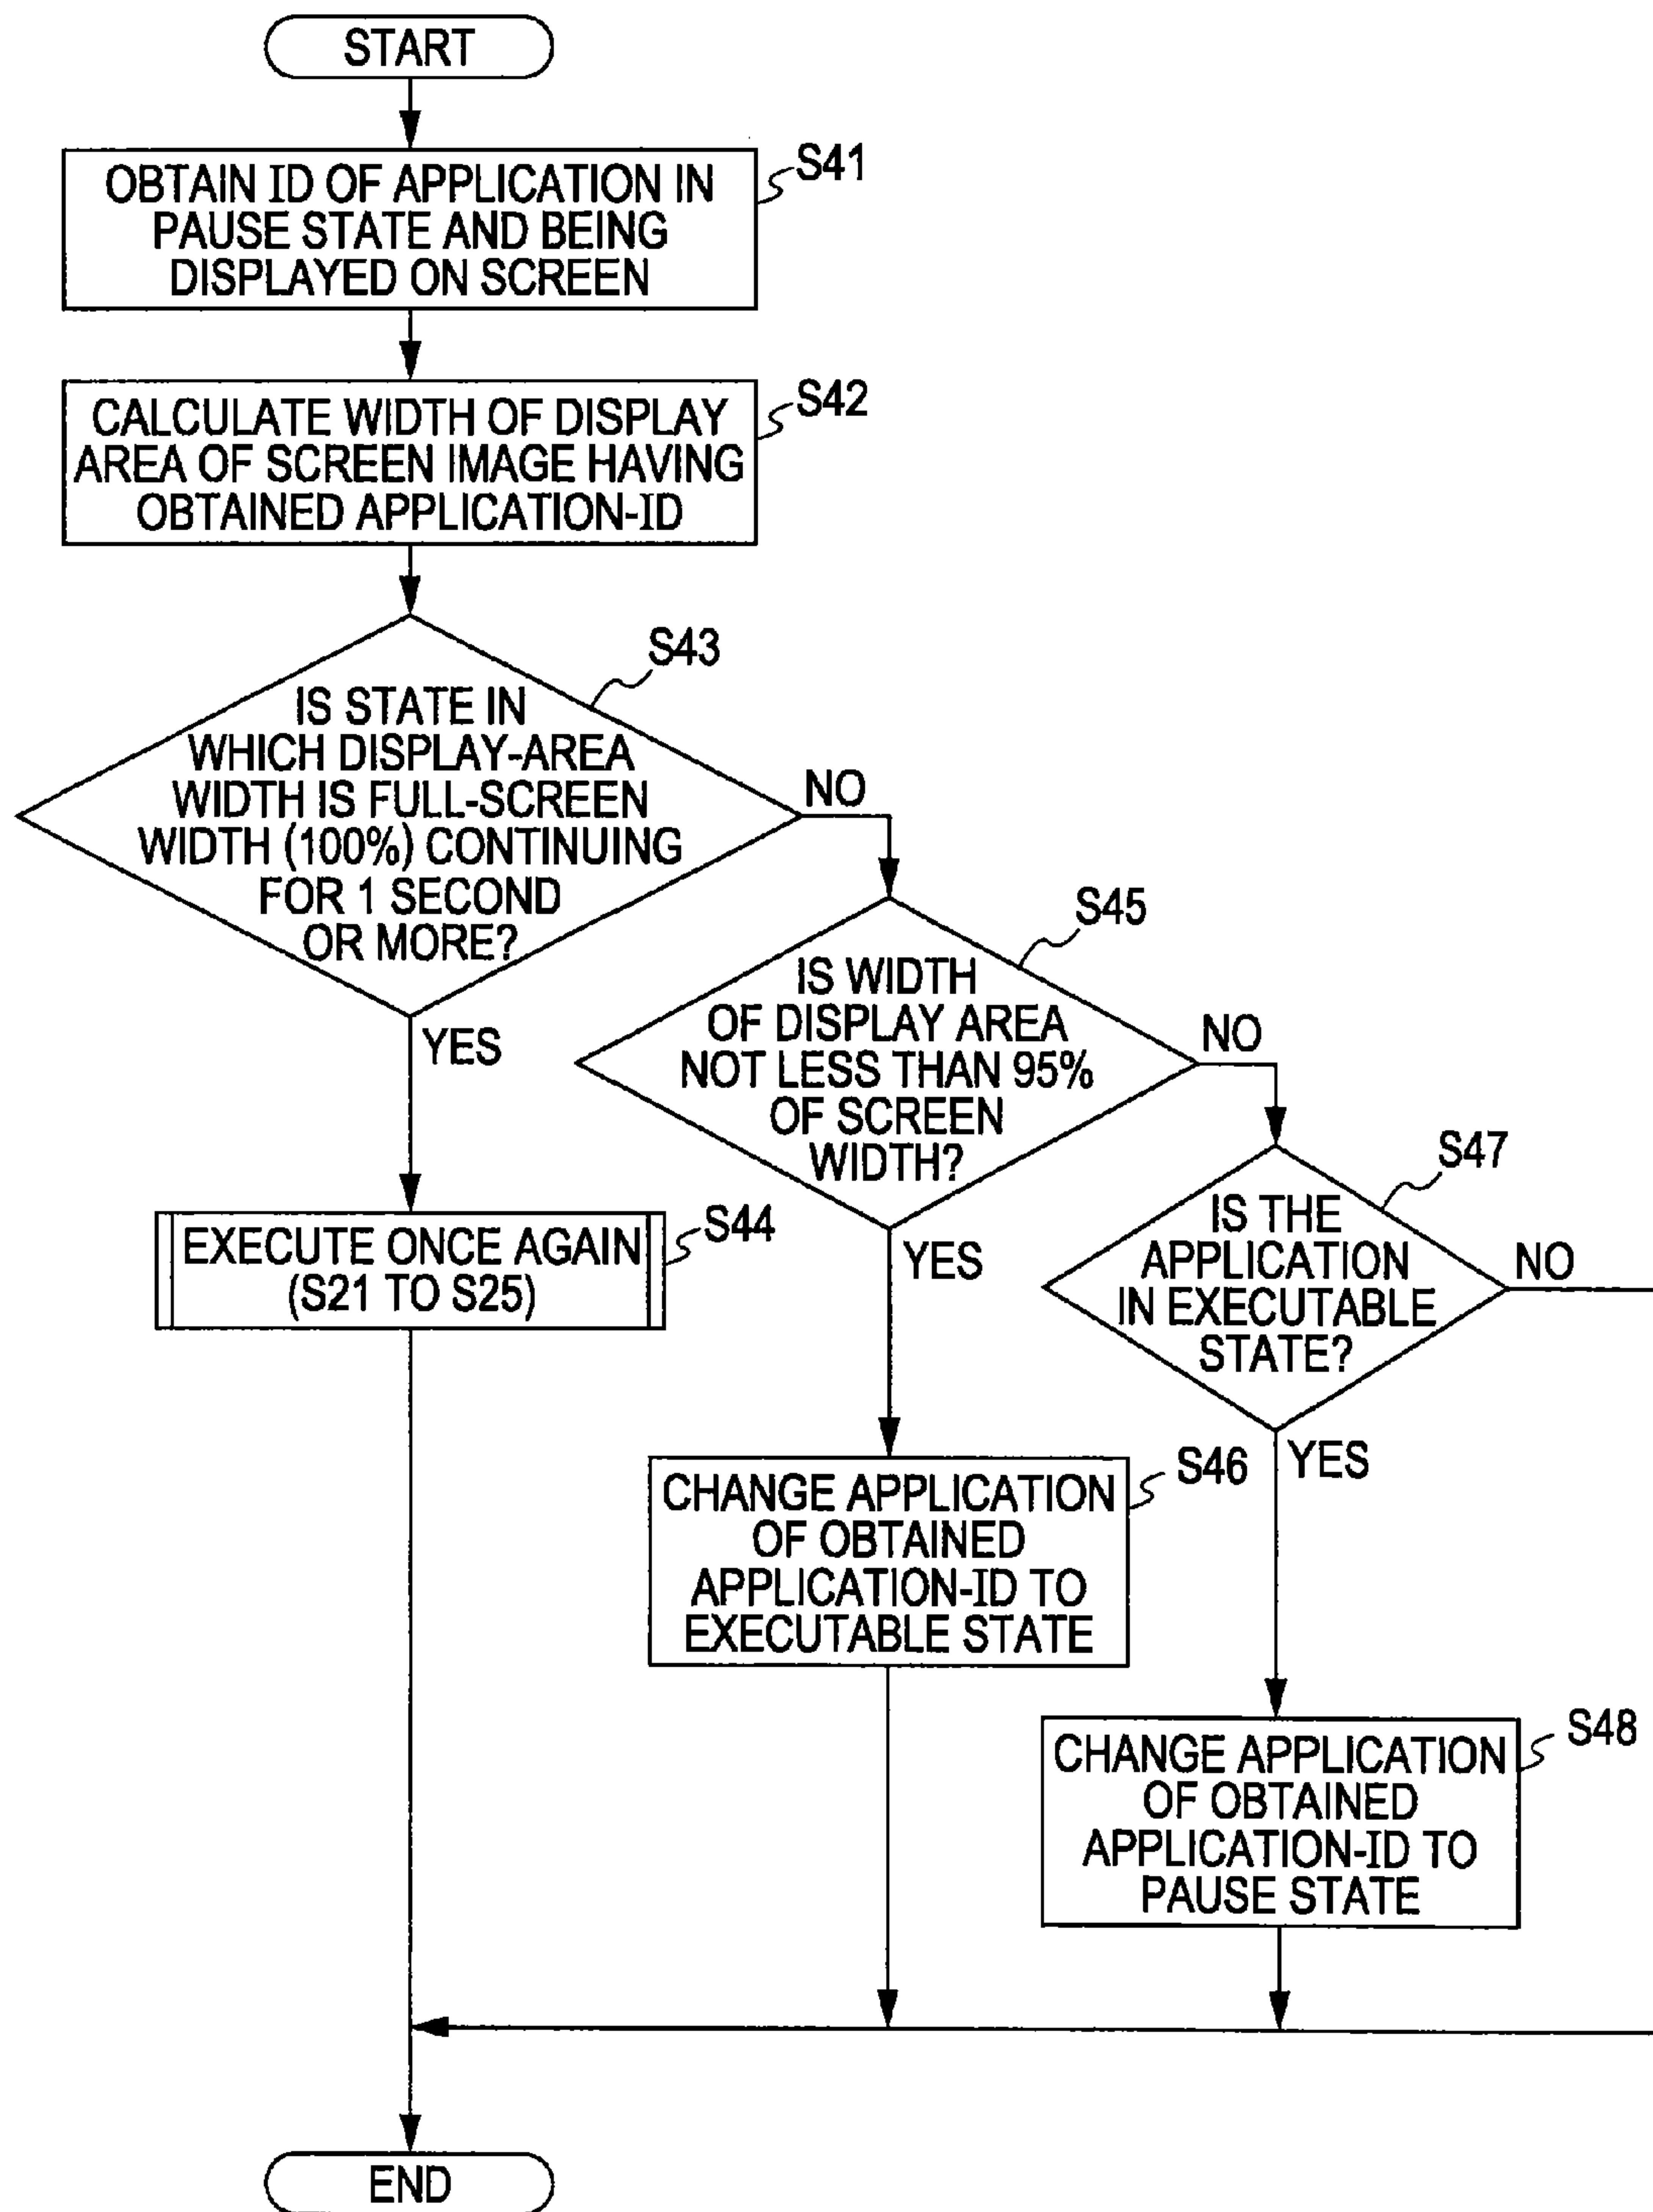 START
S41
OBTAIN ID OF APPLICATION IN
PAUSE STATE AND BEING
DISPLAYED ON SCREEN
S42
CALCULATE WIDTH OF DISPLAY
AREA OF SCREEN IMAGE HAVING
OBTAINED APPLICATION-ID
S43
IS STATE IN
WHICH DISPLAY-AREA
WIDTH IS FULL-SCREEN
WIDTH (100%) CONTINUING
FOR 1 SECOND
OR MORE?
NO
YES
S45
IS WIDTH
OF DISPLAY AREA
NOT LESS THAN 95%
OF SCREEN
WIDTH?
NO
YES
S47
IS THE
APPLICATION
IN EXECUTABLE
STATE?
NO
YES
S44
EXECUTE ONCE AGAIN
(S21 TO S25)
S46
CHANGE APPLICATION
OF OBTAINED
APPLICATION-ID TO
EXECUTABLE STATE
S48
CHANGE APPLICATION
OF OBTAINED
APPLICATION-ID TO
PAUSE STATE
END